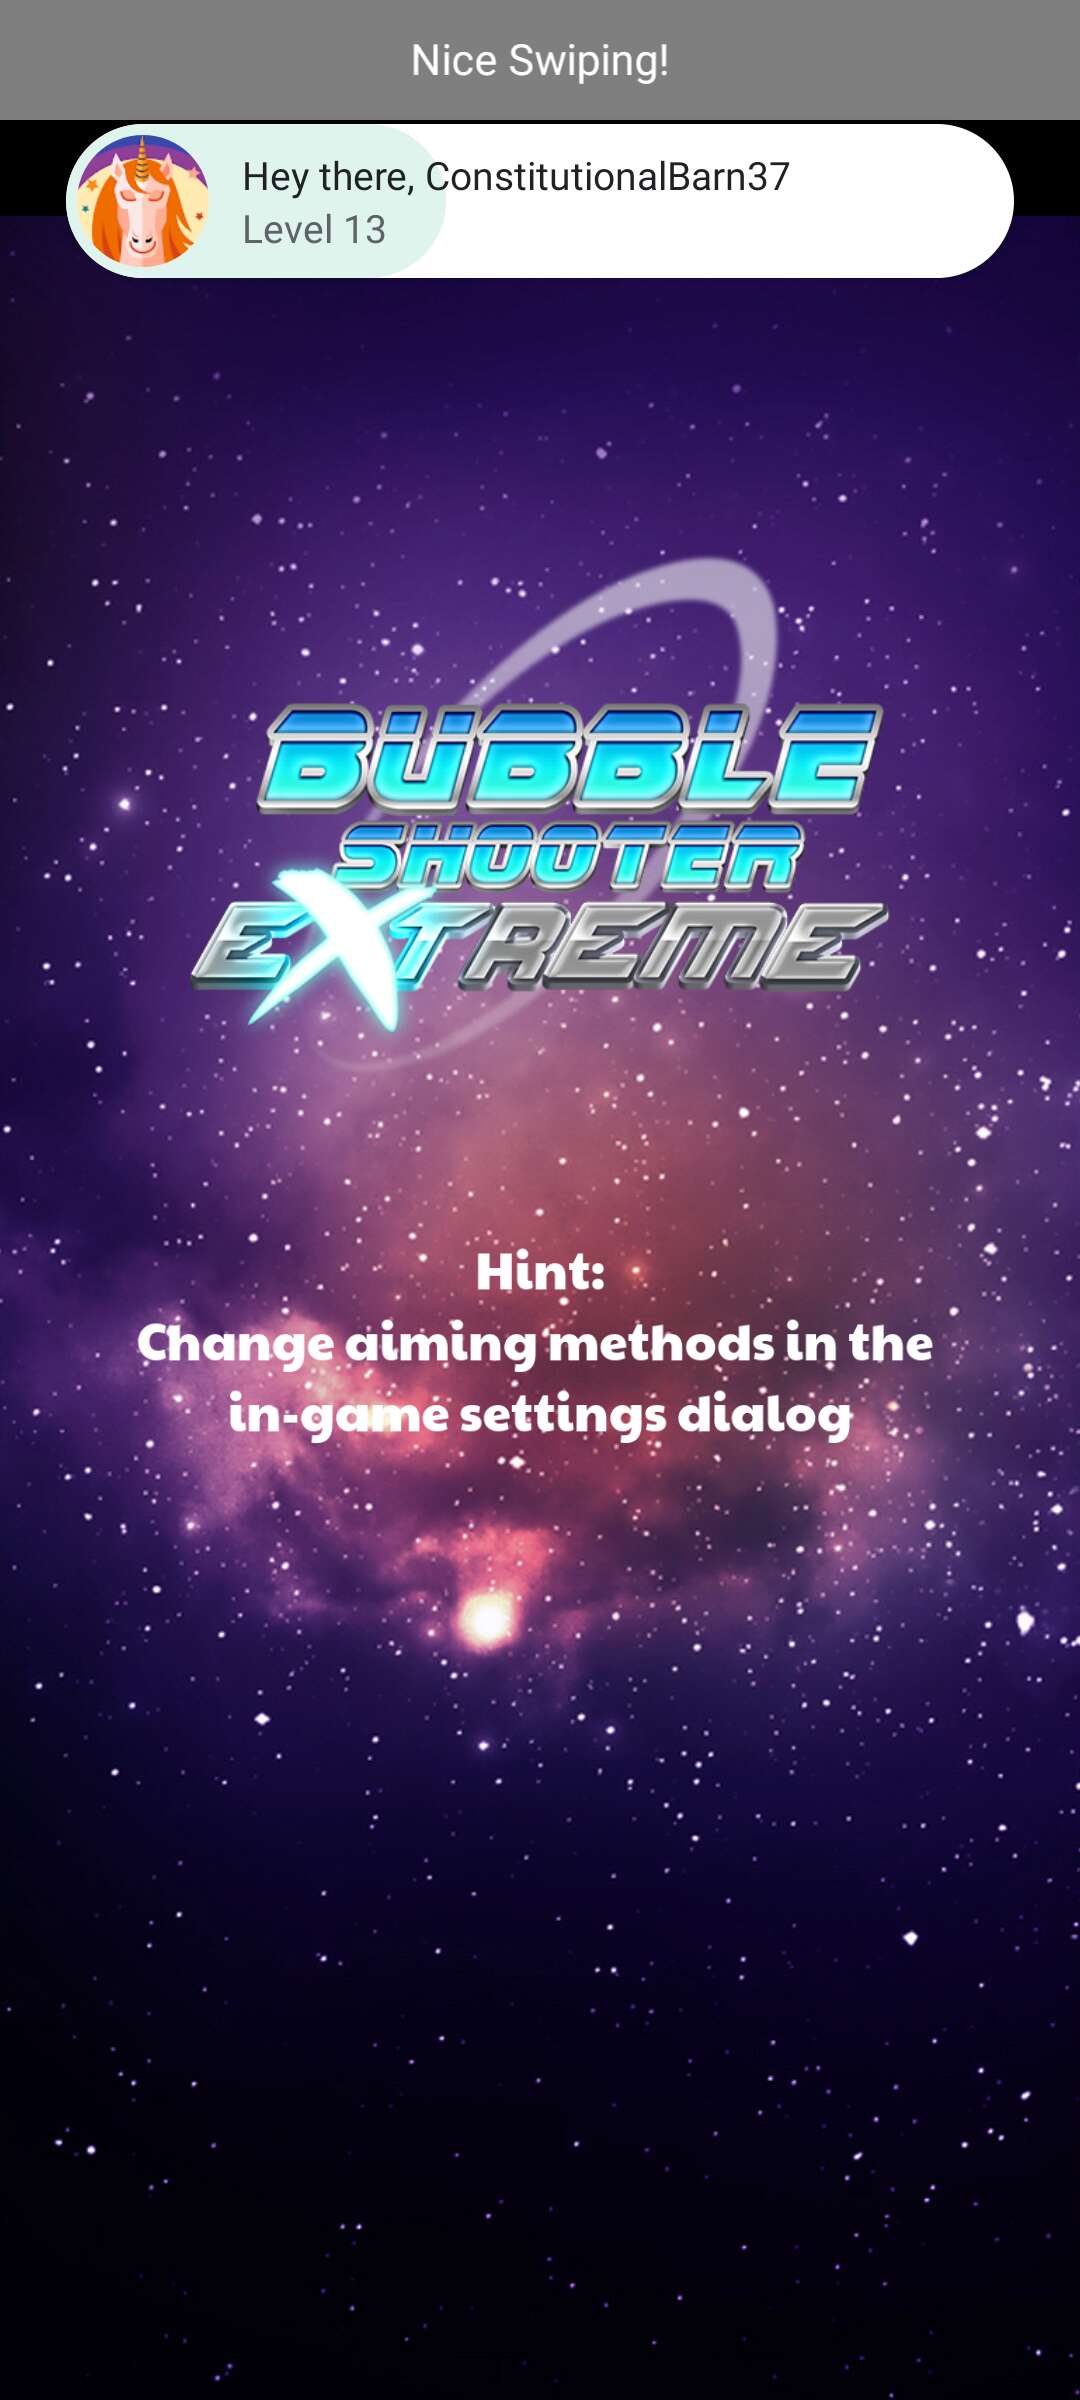 Nice Swiping!
Hey there, ConstitutionalBarn37
Level 13
BUBBLE
SHOOTER
EXTREME
Hint:
Change aiming methods in the
in-game settings dialog